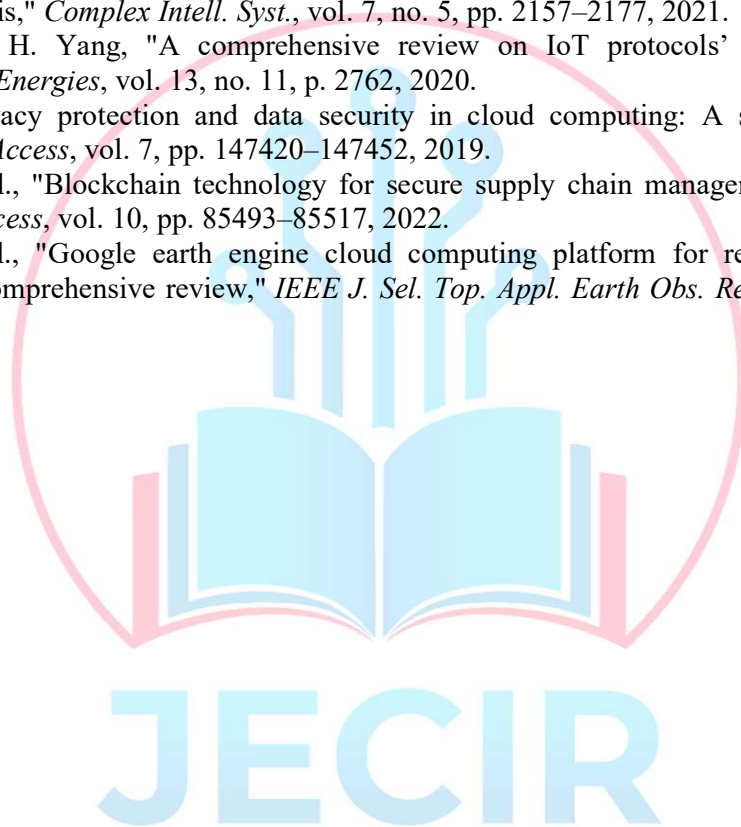 is," Complex Intell. Syst., vol. 7, no. 5, pp. 2157–2177, 2021.
H. Yang, "A comprehensive review on IoT protocols’
Energies, vol. 13, no. 11, p. 2762, 2020.
vacy protection and data security in cloud computing: A s
Access, vol. 7, pp. 147420–147452, 2019.
l., "Blockchain technology for secure supply chain manager
cess, vol. 10, pp. 85493–85517, 2022.
l., "Google earth engine cloud computing platform for re
omprehensive review," IEEE J. Sel. Top. Appl. Earth Obs. Re
JECIR